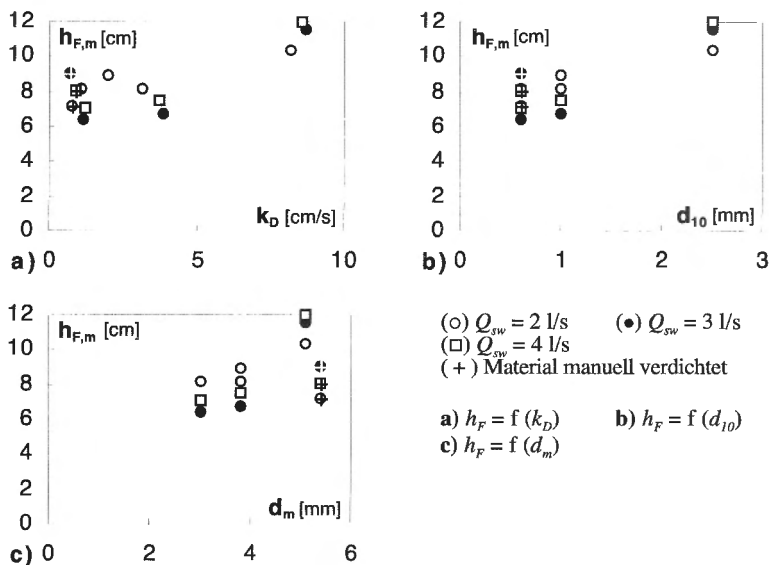 12
h_F,m [cm]
10
8
6
4
2
k_D [cm/s]
0
a) 0 5 10
12
h_F,m [cm]
10
8
6
4
2
d_10 [mm]
0
b) 0 1 2 3
12
h_F,m [cm]
10
8
6
4
2
d_m [mm]
0
c) 0 2 4 6
(○) Q_sw = 2 l/s (●) Q_sw = 3 l/s
(□) Q_sw = 4 l/s
(+) Material manuell verdichtet
a) h_F = f (k_D) b) h_F = f (d_10)
c) h_F = f (d_m)